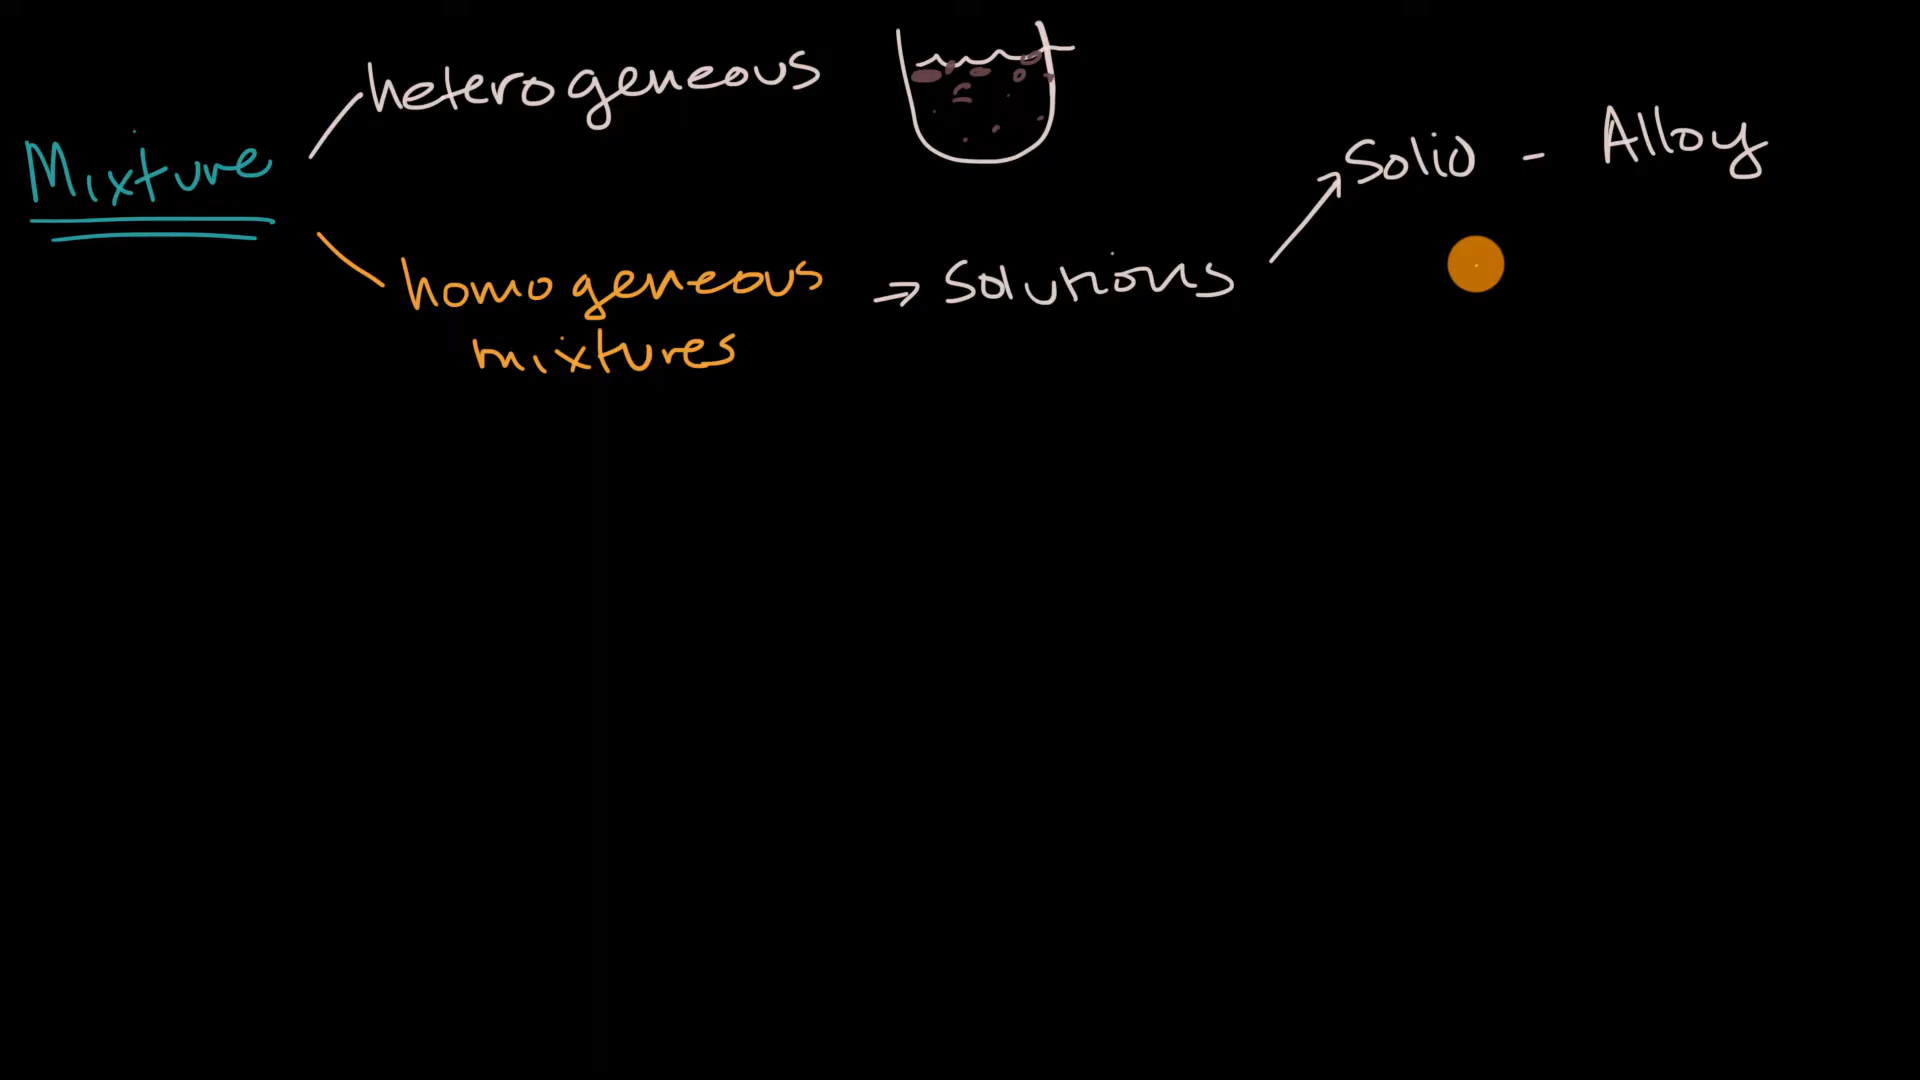 heterogeneous
Mixture
Solid - Alloy
homogeneous
mixtures
→ Solutions